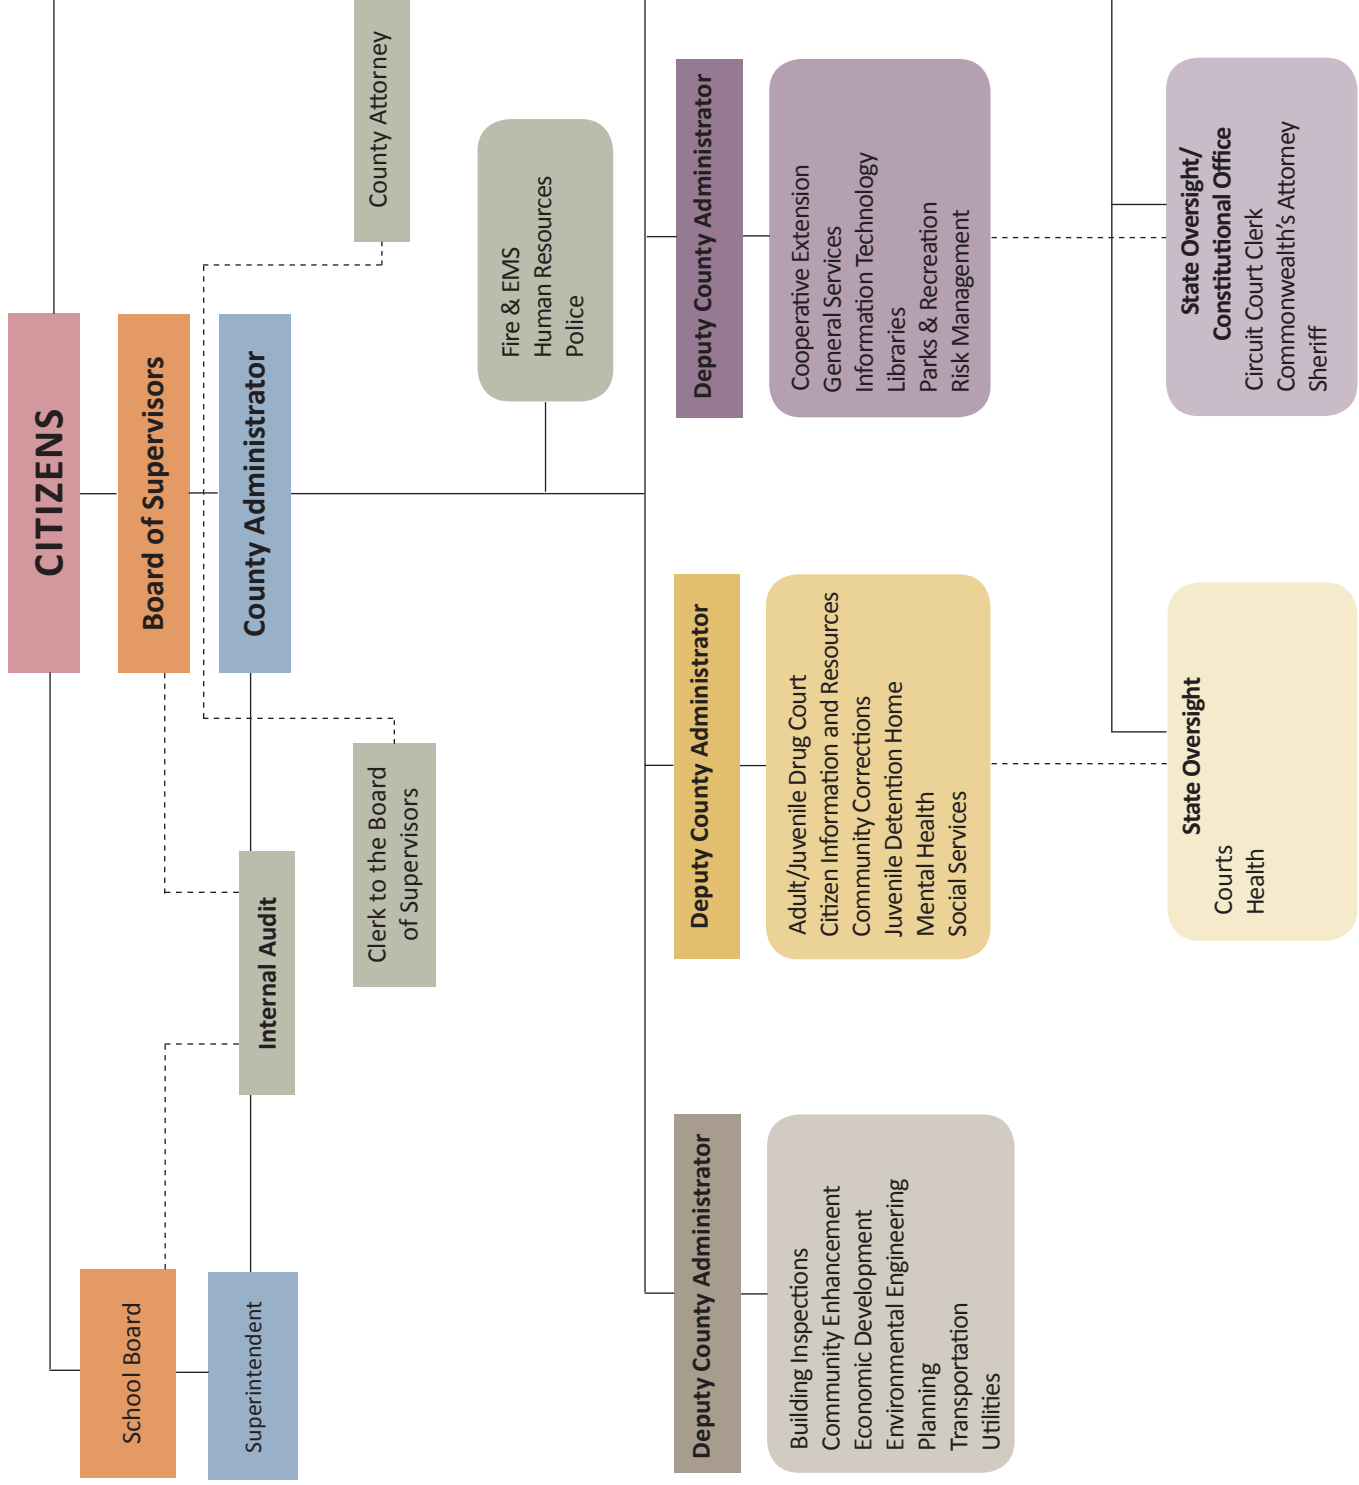 CITIZENS
School Board
Board of Supervisors
Superintendent
Internal Audit
County Administrator
Clerk to the Board
of Supervisors
County Attorney
Fire & EMS
Human Resources
Police
Deputy County Administrator
Building Inspections
Community Enhancement
Economic Development
Environmental Engineering
Planning
Transportation
Utilities
Deputy County Administrator
Adult/Juvenile Drug Court
Citizen Information and Resources
Community Corrections
Juvenile Detention Home
Mental Health
Social Services
Deputy County Administrator
Cooperative Extension
General Services
Information Technology
Libraries
Parks & Recreation
Risk Management
State Oversight
Courts
Health
State Oversight/
Constitutional Office
Circuit Court Clerk
Commonwealth's Attorney
Sheriff